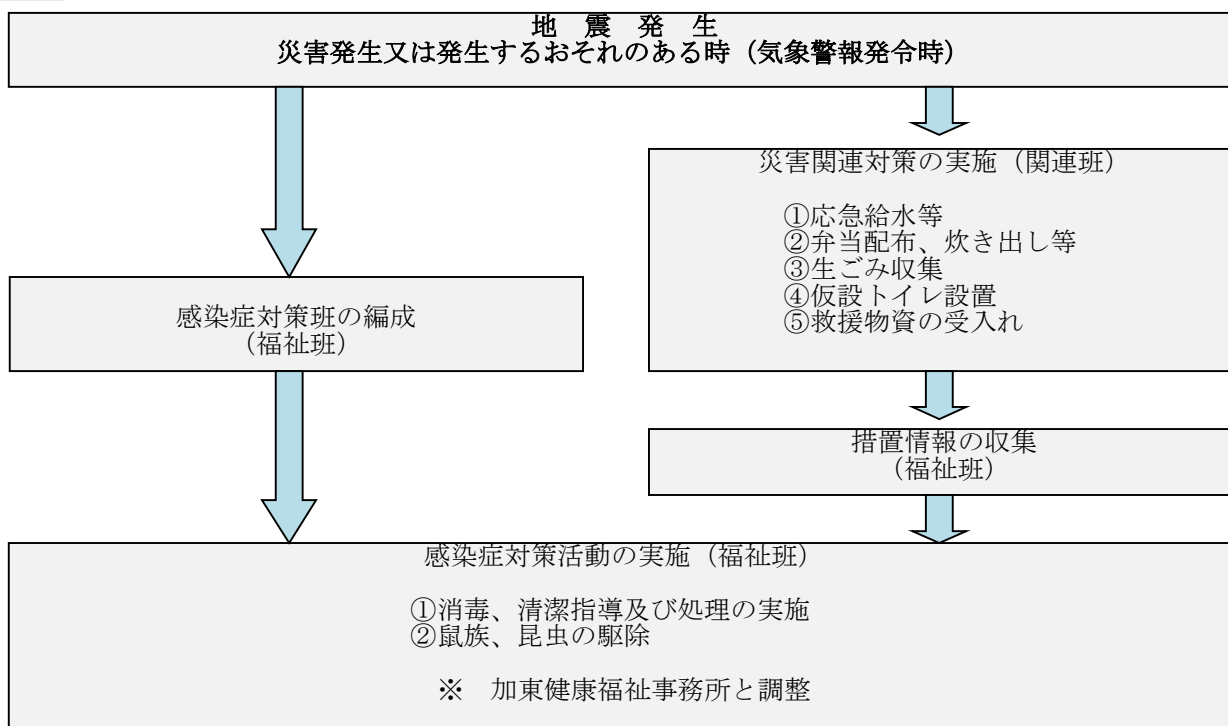 地　震　発　生
災害発生又は発生するおそれのある時（気象警報発令時）
災害関連対策の実施（関連班）
①応急給水等
②弁当配布、炊き出し等
③生ごみ収集
④仮設トイレ設置
⑤救援物資の受入れ
感染症対策班の編成
（福祉班）
措置情報の収集
（福祉班）
感染症対策活動の実施（福祉班）
①消毒、清潔指導及び処理の実施
②鼠族、昆虫の駆除
※　加東健康福祉事務所と調整